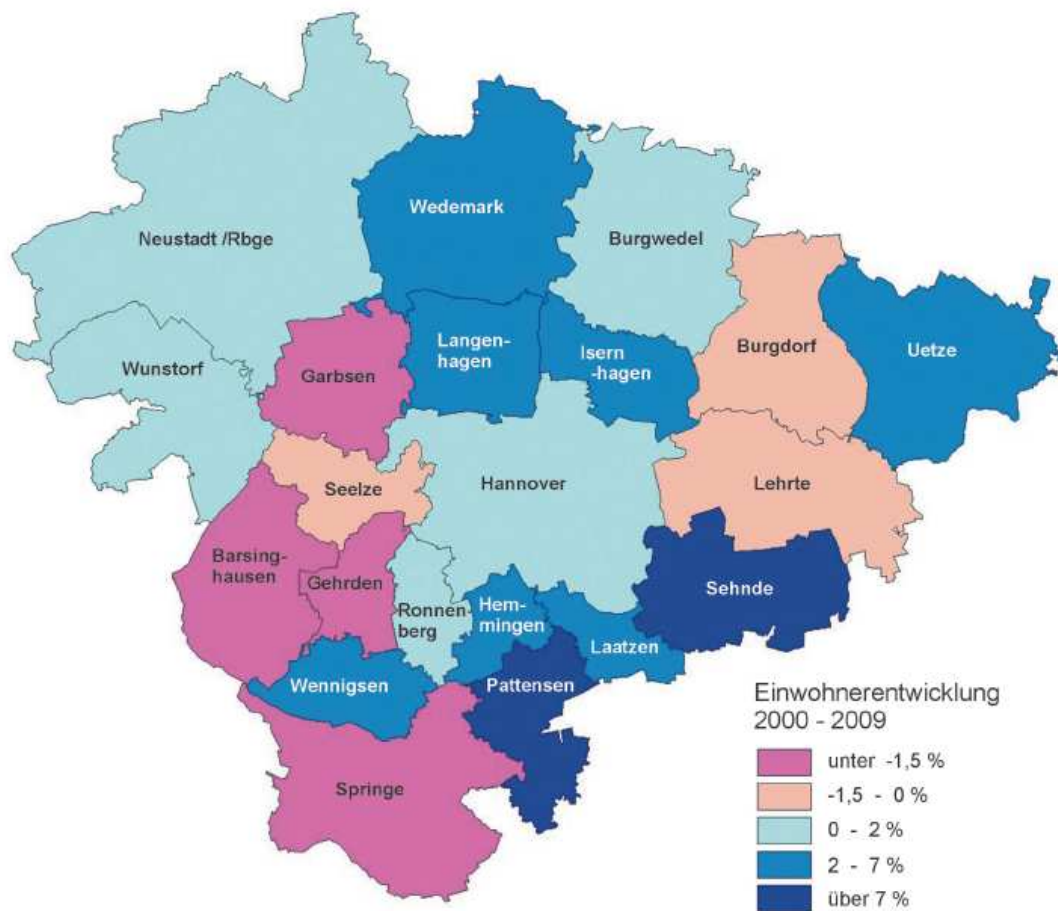 Wedemark
Neustadt /Rbge
Burgwedel
Langen-
hagen
Isern
-hagen
Burgdorf
Uetze
Wunstorf
Garbsen
Seelze
Hannover
Lehrte
Barsing-
hausen
Gehrden
Ronnen-
berg
Hem-
mingen
Sehnde
Laatzen
Wennigsen
Pattensen
Springe
Einwohnerentwicklung
2000 - 2009
unter -1,5 %
-1,5 - 0 %
0 - 2 %
2 - 7 %
über 7 %